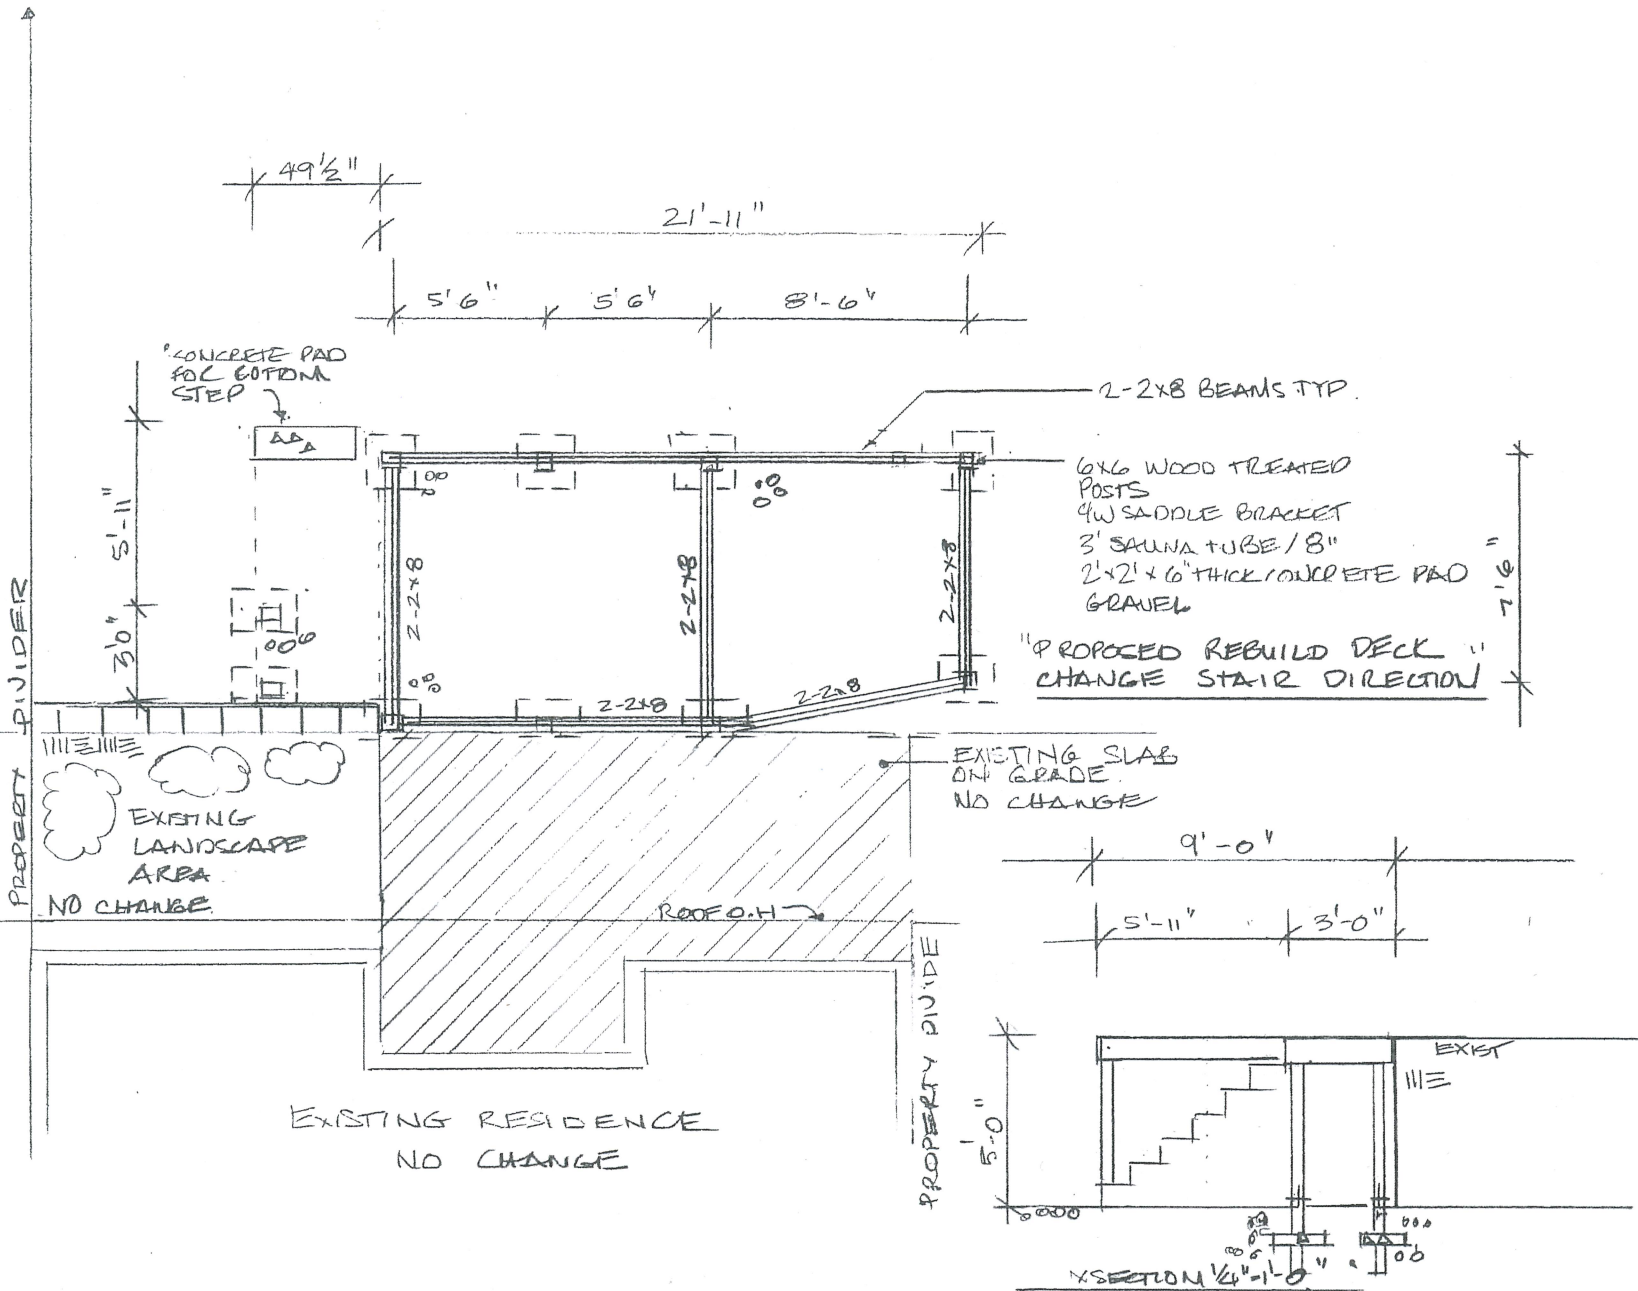 49½"
21'-11"
5'6"
5'6"
8'-6"
"CONCRETE PAD
FOR BOTTOM
STEP
2-2x8 BEAMS TYP.
6x6 WOOD TREATED
POSTS
C/W SADDLE BRACKET
3' SAUNA TUBE / 8"
2'x2'x6" THICK CONCRETE PAD
GRAVEL
7'6"
"PROPOSED REBUILD DECK"
CHANGE STAIR DIRECTION
5'-11"
3'0"
2-2x8
2-2x8
2-2x8
2-2x8
2-2x8
PROPERTY DIVIDER
EXISTING SLAB
ON GRADE
NO CHANGE
EXISTING
LANDSCAPE
AREA
NO CHANGE
ROOF O.H
PROPERTY DIVIDE
EXISTING RESIDENCE
NO CHANGE
9'-0"
5'-11"
3'-0"
EXIST
5'-0"
XSECTION ¼"-1'-0"